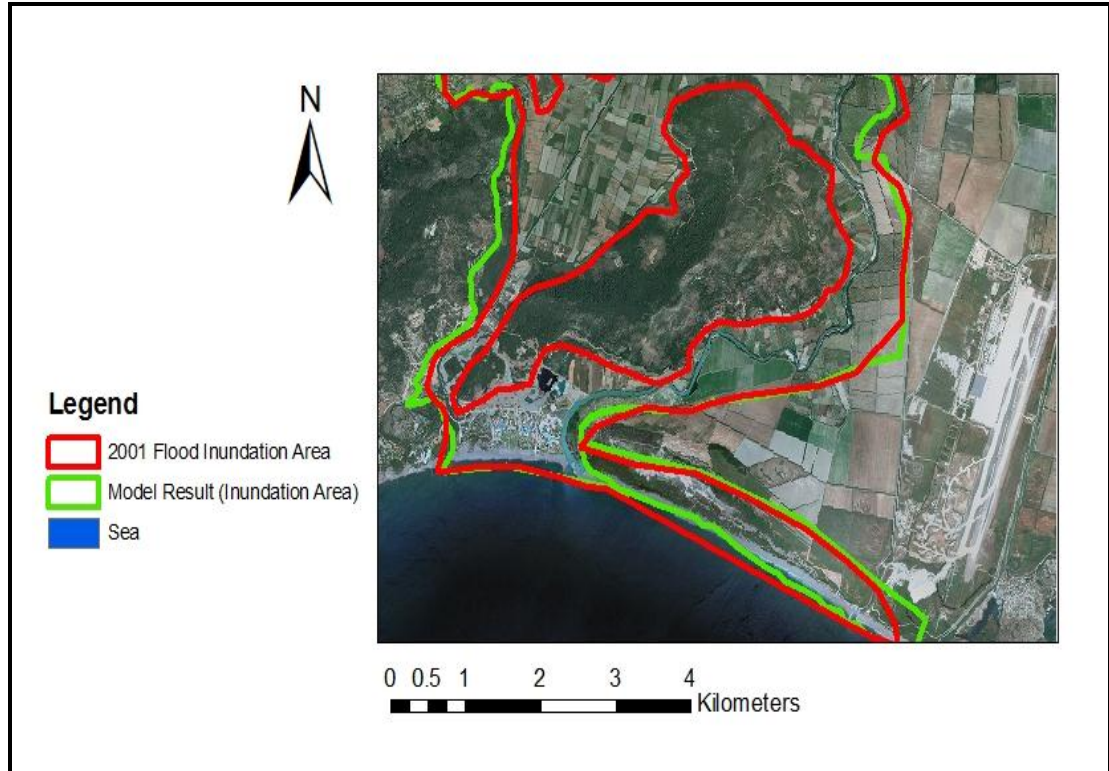 N
Legend
2001 Flood Inundation Area
Model Result (Inundation Area)
Sea
0 0.5 1 2 3 4
Kilometers